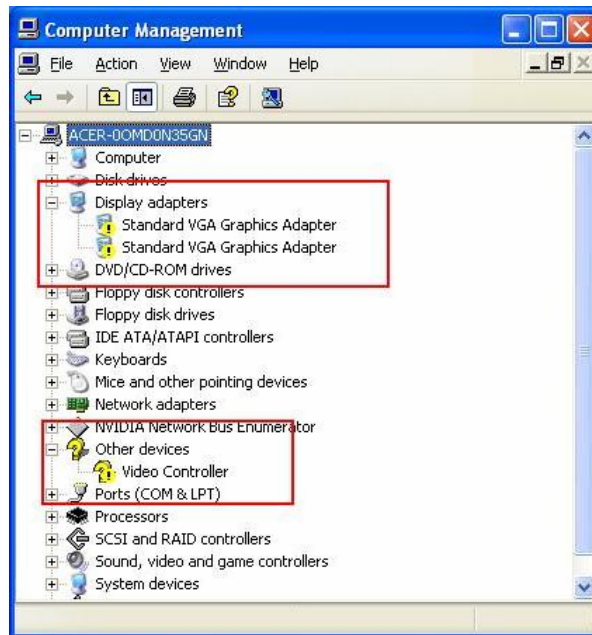 Computer Management
File Action View Window Help
ACER-0OMD0N35GN
Computer
Disk drives
Display adapters
Standard VGA Graphics Adapter
Standard VGA Graphics Adapter
DVD/CD-ROM drives
Floppy disk controllers
Floppy disk drives
IDE ATA/ATAPI controllers
Keyboards
Mice and other pointing devices
Network adapters
NVIDIA Network Bus Enumerator
Other devices
Video Controller
Ports (COM & LPT)
Processors
SCSI and RAID controllers
Sound, video and game controllers
System devices